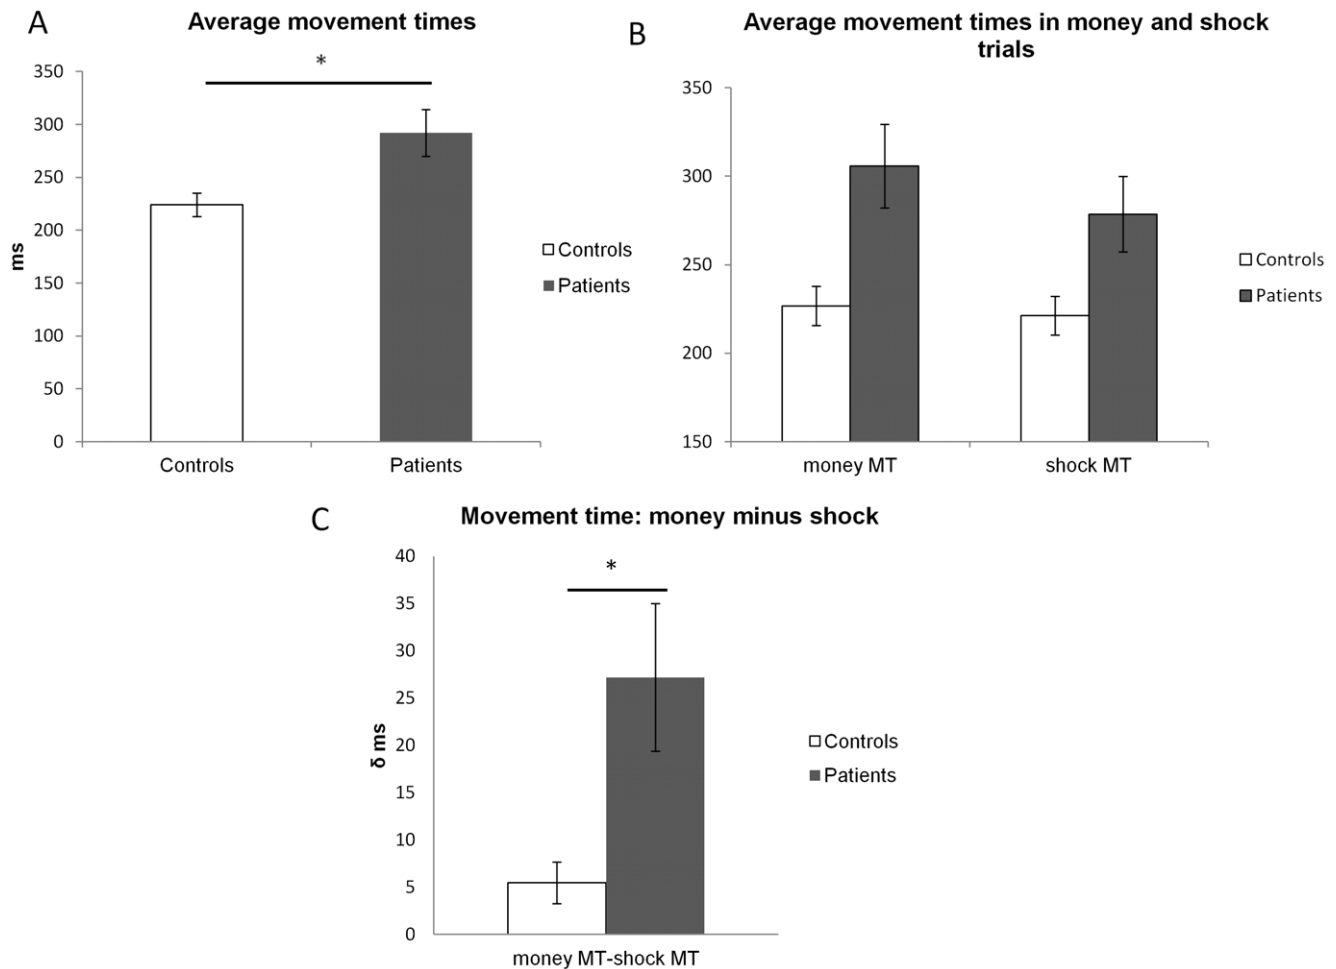 A
Average movement times
*
350
300
250
200
150
100
50
0
ms
Controls
Patients
Controls
Patients
B
Average movement times in money and shock
trials
350
300
250
200
150
money MT
shock MT
Controls
Patients
C
Movement time: money minus shock
*
40
35
30
25
20
15
10
5
0
δ ms
money MT-shock MT
Controls
Patients